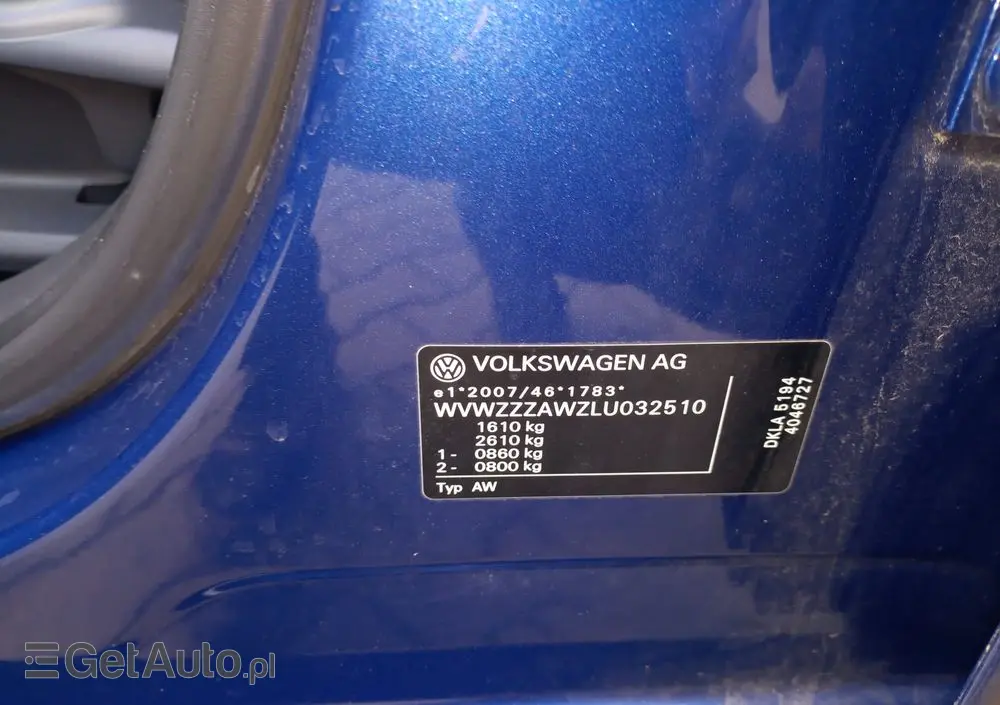 VOLKSWAGEN AG
e1*2007/46*1783*
WVWZZZAWZLU032510
1610 kg
2610 kg
1- 0860 kg
2- 0800 kg
Typ AW
DKLA 5194
4046727
GetAuto.pl